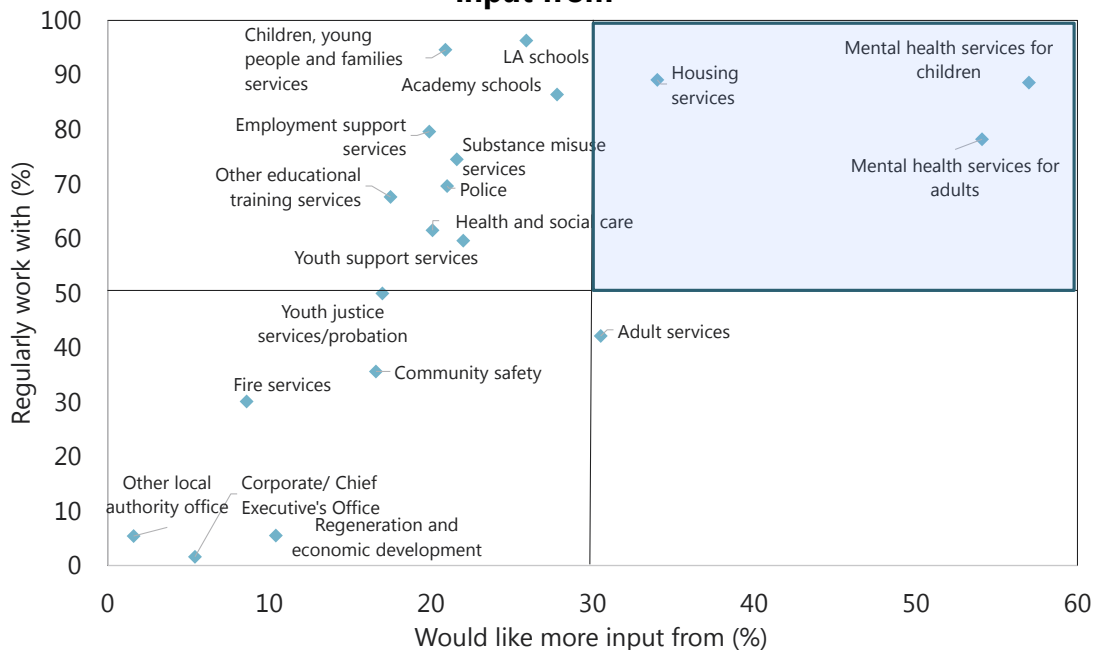 input from
100
90
80
70
60
50
40
30
20
10
0
Regularly work with (%)
Children, young
people and families
services
LA schools
Academy schools
Housing
services
Mental health services for
children
Employment support
services
Substance misuse
services
Mental health services for
adults
Other educational
training services
Police
Health and social care
Youth support services
Youth justice
services/probation
Adult services
Community safety
Fire services
Other local
authority office
Corporate/ Chief
Executive's Office
Regeneration and
economic development
0
10
20
30
40
50
60
Would like more input from (%)